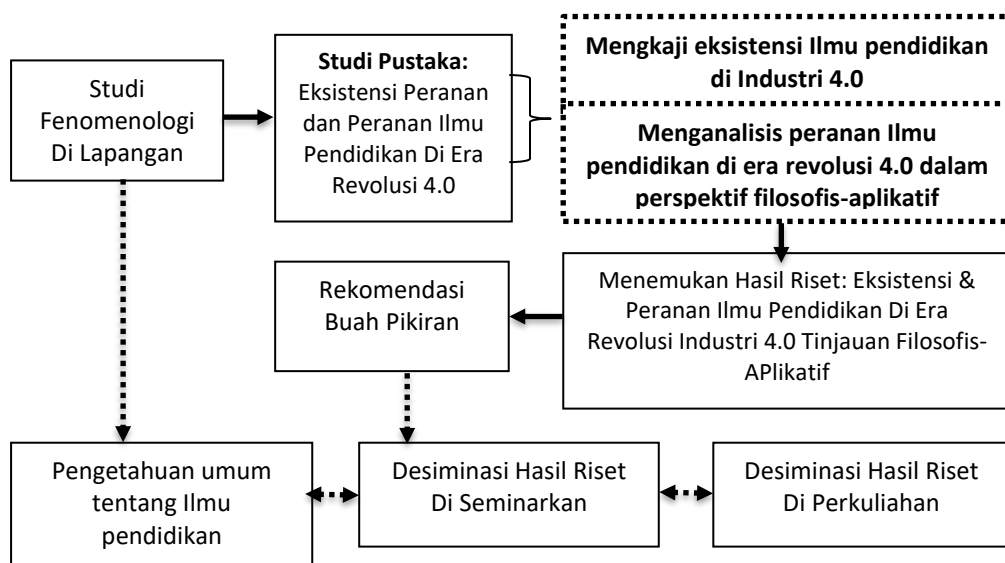 Studi
Fenomenologi
Di Lapangan
Studi Pustaka:
Eksistensi Peranan
dan Peranan Ilmu
Pendidikan Di Era
Revolusi 4.0
Mengkaji eksistensi Ilmu pendidikan
di Industri 4.0
Menganalisis peranan Ilmu
pendidikan di era revolusi 4.0 dalam
perspektif filosofis-aplikatif
Rekomendasi
Buah Pikiran
Menemukan Hasil Riset: Eksistensi &
Peranan Ilmu Pendidikan Di Era
Revolusi Industri 4.0 Tinjauan Filosofis-
APlikatif
Pengetahuan umum
tentang Ilmu
pendidikan
Desiminasi Hasil Riset
Di Seminarkan
Desiminasi Hasil Riset
Di Perkuliahan